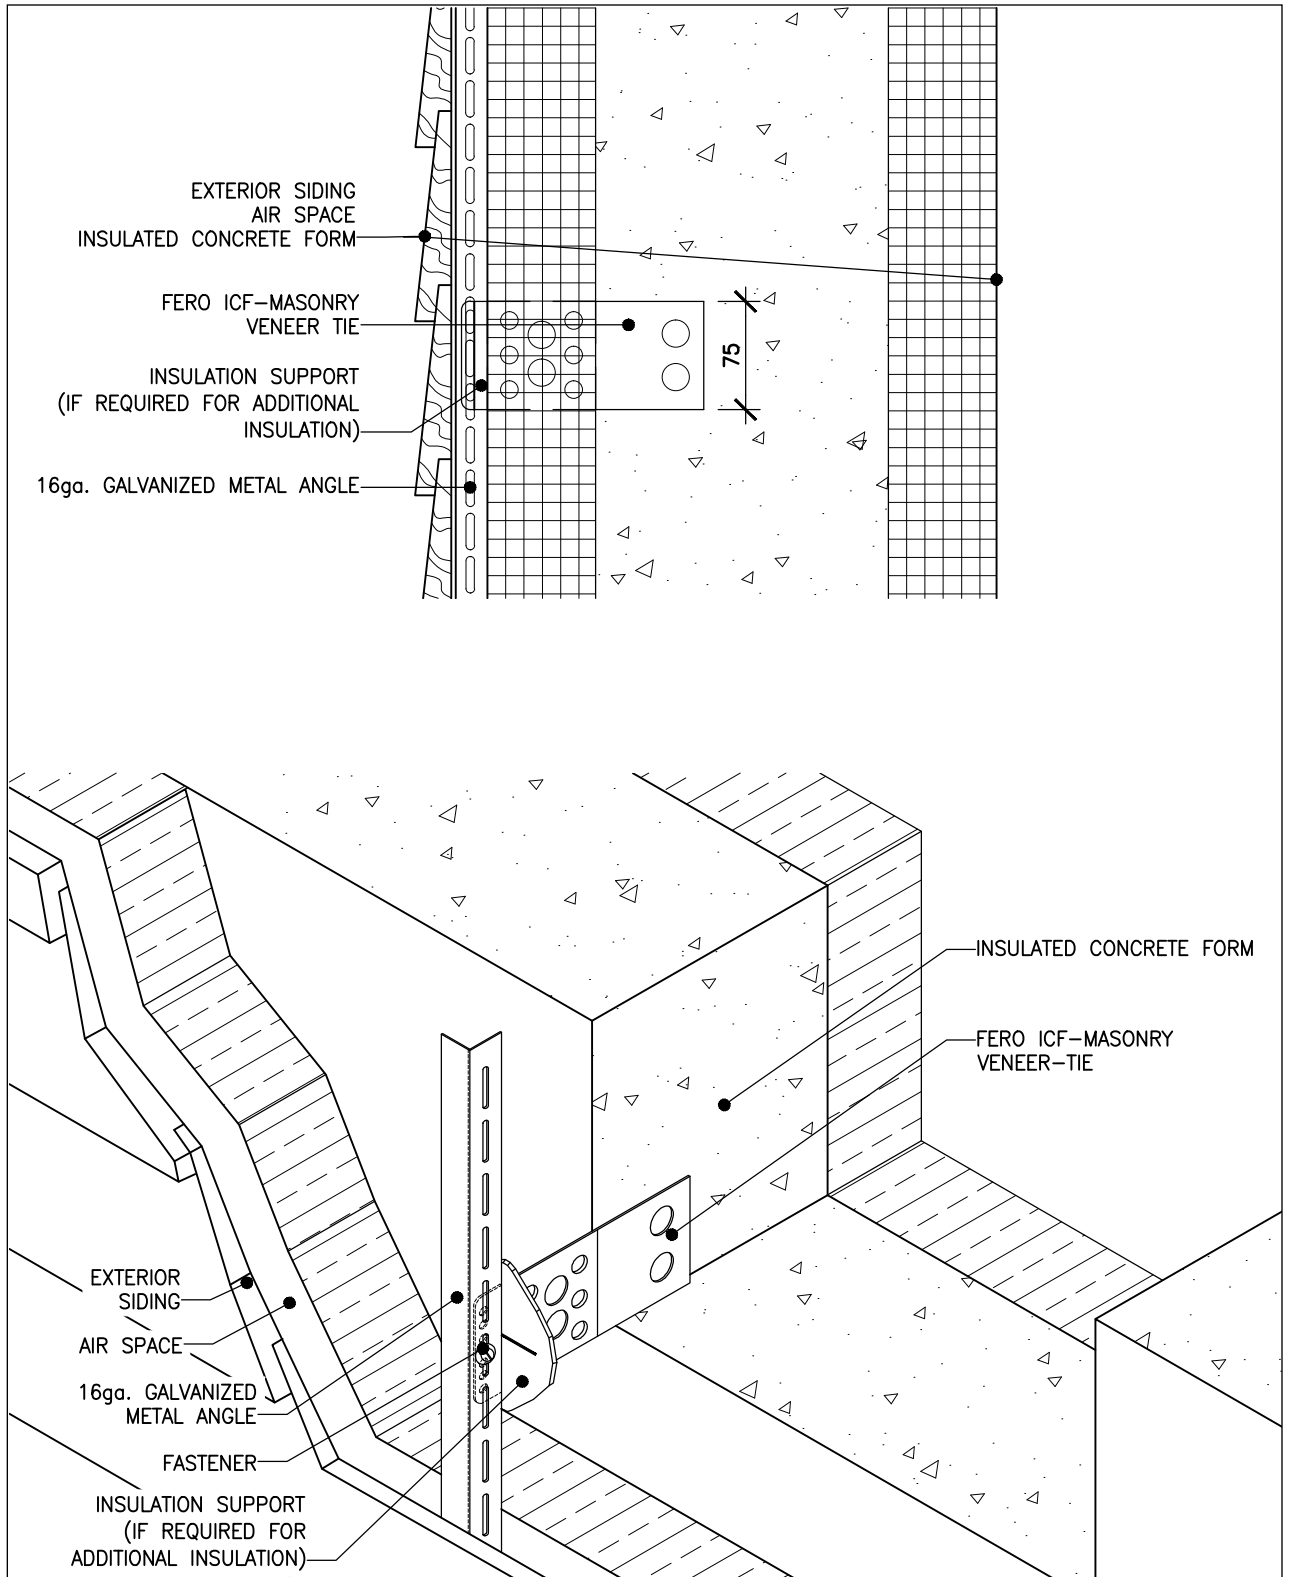 EXTERIOR SIDING
AIR SPACE
INSULATED CONCRETE FORM
FERO ICF-MASONRY
VENEER TIE
INSULATION SUPPORT
(IF REQUIRED FOR ADDITIONAL
INSULATION)
16ga. GALVANIZED METAL ANGLE
75
INSULATED CONCRETE FORM
FERO ICF-MASONRY
VENEER-TIE
EXTERIOR
SIDING
AIR SPACE
16ga. GALVANIZED
METAL ANGLE
FASTENER
INSULATION SUPPORT
(IF REQUIRED FOR
ADDITIONAL INSULATION)